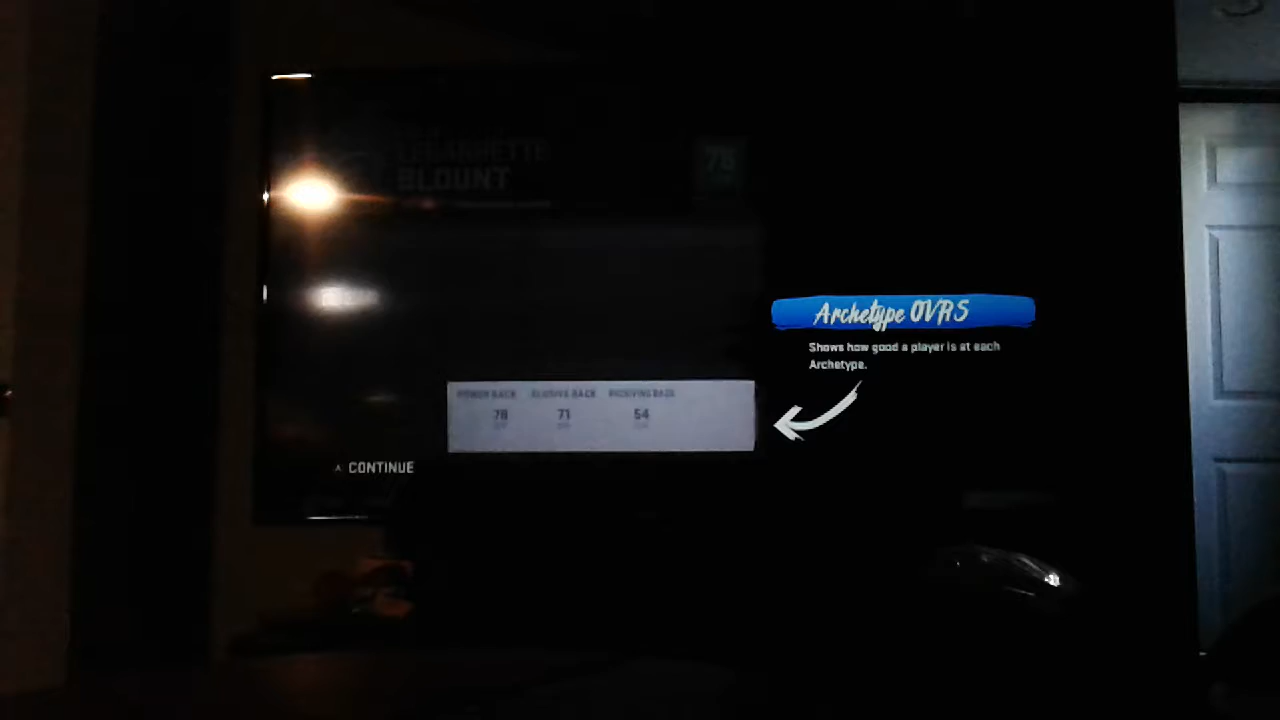 LEGARRETTE
BLOUNT
78
Archetype OVRS
Shows how good a player is at each
Archetype.
POWER BACK ELUSIVE BACK RECEIVING BACK
78 71 54
CONTINUE